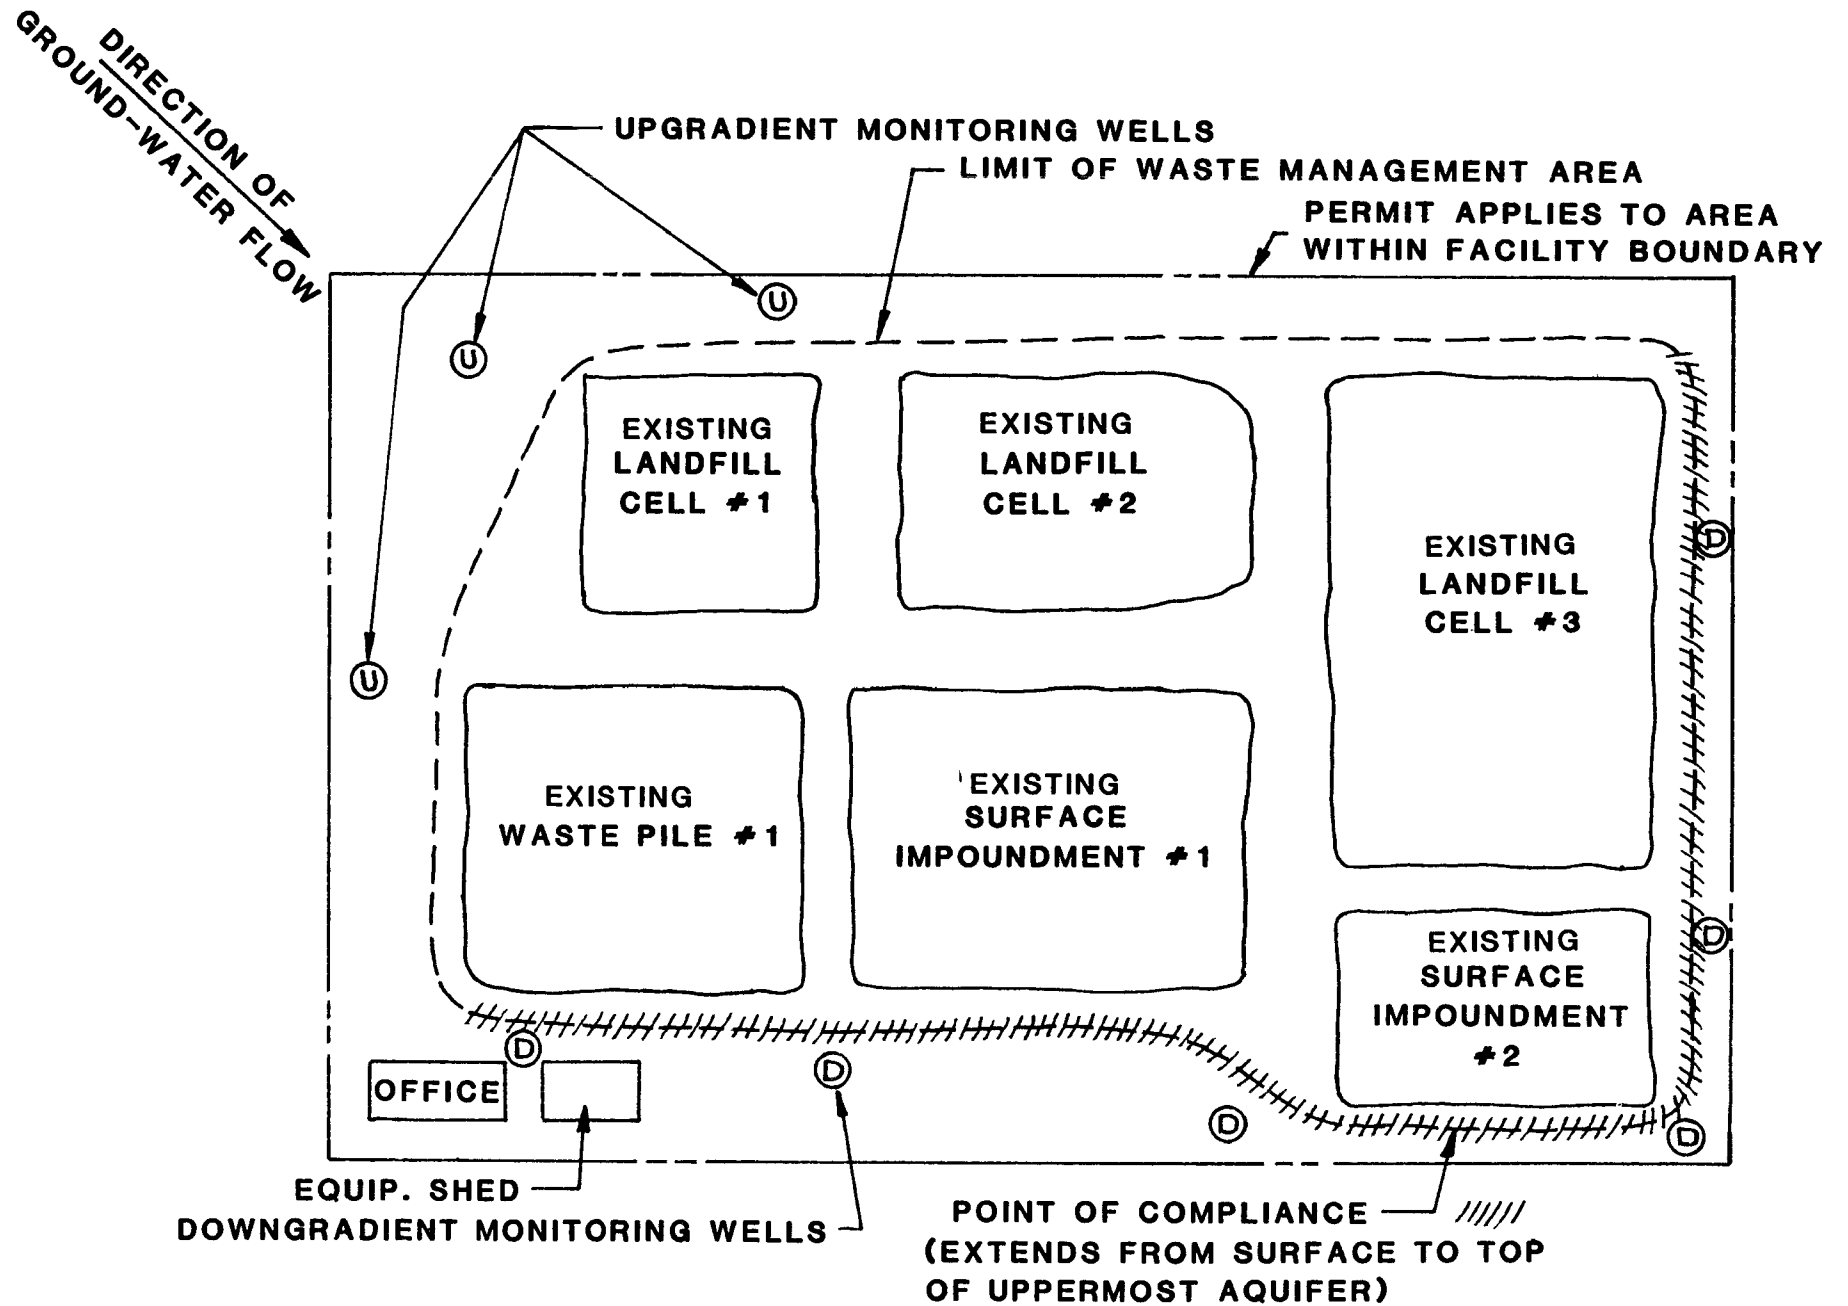 DIRECTION OF
GROUND-WATER FLOW
UPGRADIENT MONITORING WELLS
LIMIT OF WASTE MANAGEMENT AREA
PERMIT APPLIES TO AREA
WITHIN FACILITY BOUNDARY
U
U
U
EXISTING
LANDFILL
CELL #1
EXISTING
LANDFILL
CELL #2
EXISTING
LANDFILL
CELL #3
D
EXISTING
WASTE PILE #1
EXISTING
SURFACE
IMPOUNDMENT #1
EXISTING
SURFACE
IMPOUNDMENT
#2
D
D
D
D
D
OFFICE
EQUIP. SHED
DOWNGRADIENT MONITORING WELLS
POINT OF COMPLIANCE
(EXTENDS FROM SURFACE TO TOP
OF UPPERMOST AQUIFER)